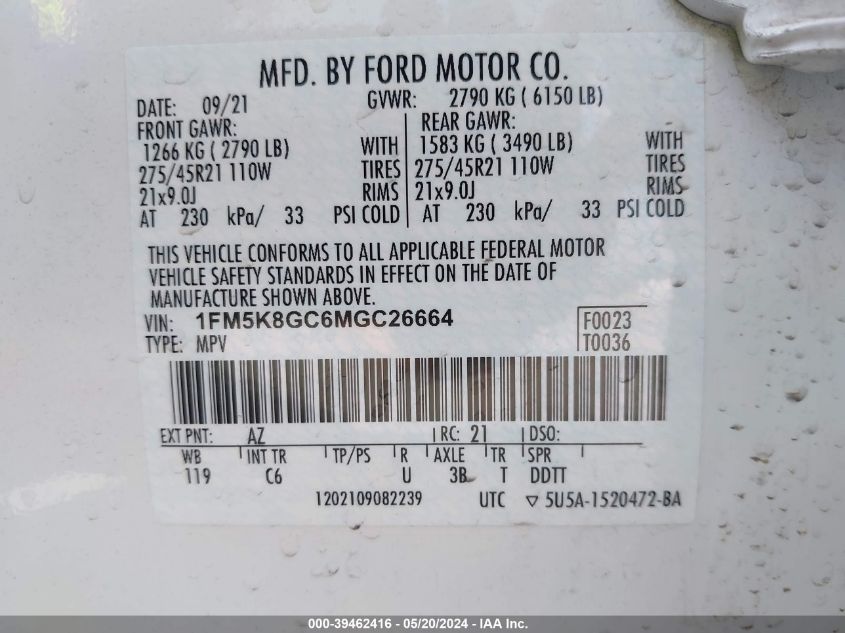 MFD. BY FORD MOTOR CO.
DATE: 09/21 GVWR: 2790 KG ( 6150 LB)
FRONT GAWR: REAR GAWR:
1266 KG ( 2790 LB) WITH 1583 KG ( 3490 LB) WITH
275/45R21 110W TIRES 275/45R21 110W TIRES
21x9.0J RIMS 21x9.0J RIMS
AT 230 kPa/ 33 PSI COLD AT 230 kPa/ 33 PSI COLD
THIS VEHICLE CONFORMS TO ALL APPLICABLE FEDERAL MOTOR
VEHICLE SAFETY STANDARDS IN EFFECT ON THE DATE OF
MANUFACTURE SHOWN ABOVE.
VIN: 1FM5K8GC6MGC26664 F0023
TYPE: MPV T0036
EXT PNT: AZ RC: 21 DSO:
WB INT TR TP/PS R AXLE TR SPR
119 C6 U 3B T DDTT
1202109082239 UTC ▽ 5U5A-1520472-BA
000-39462416 - 05/20/2024 - IAA Inc.